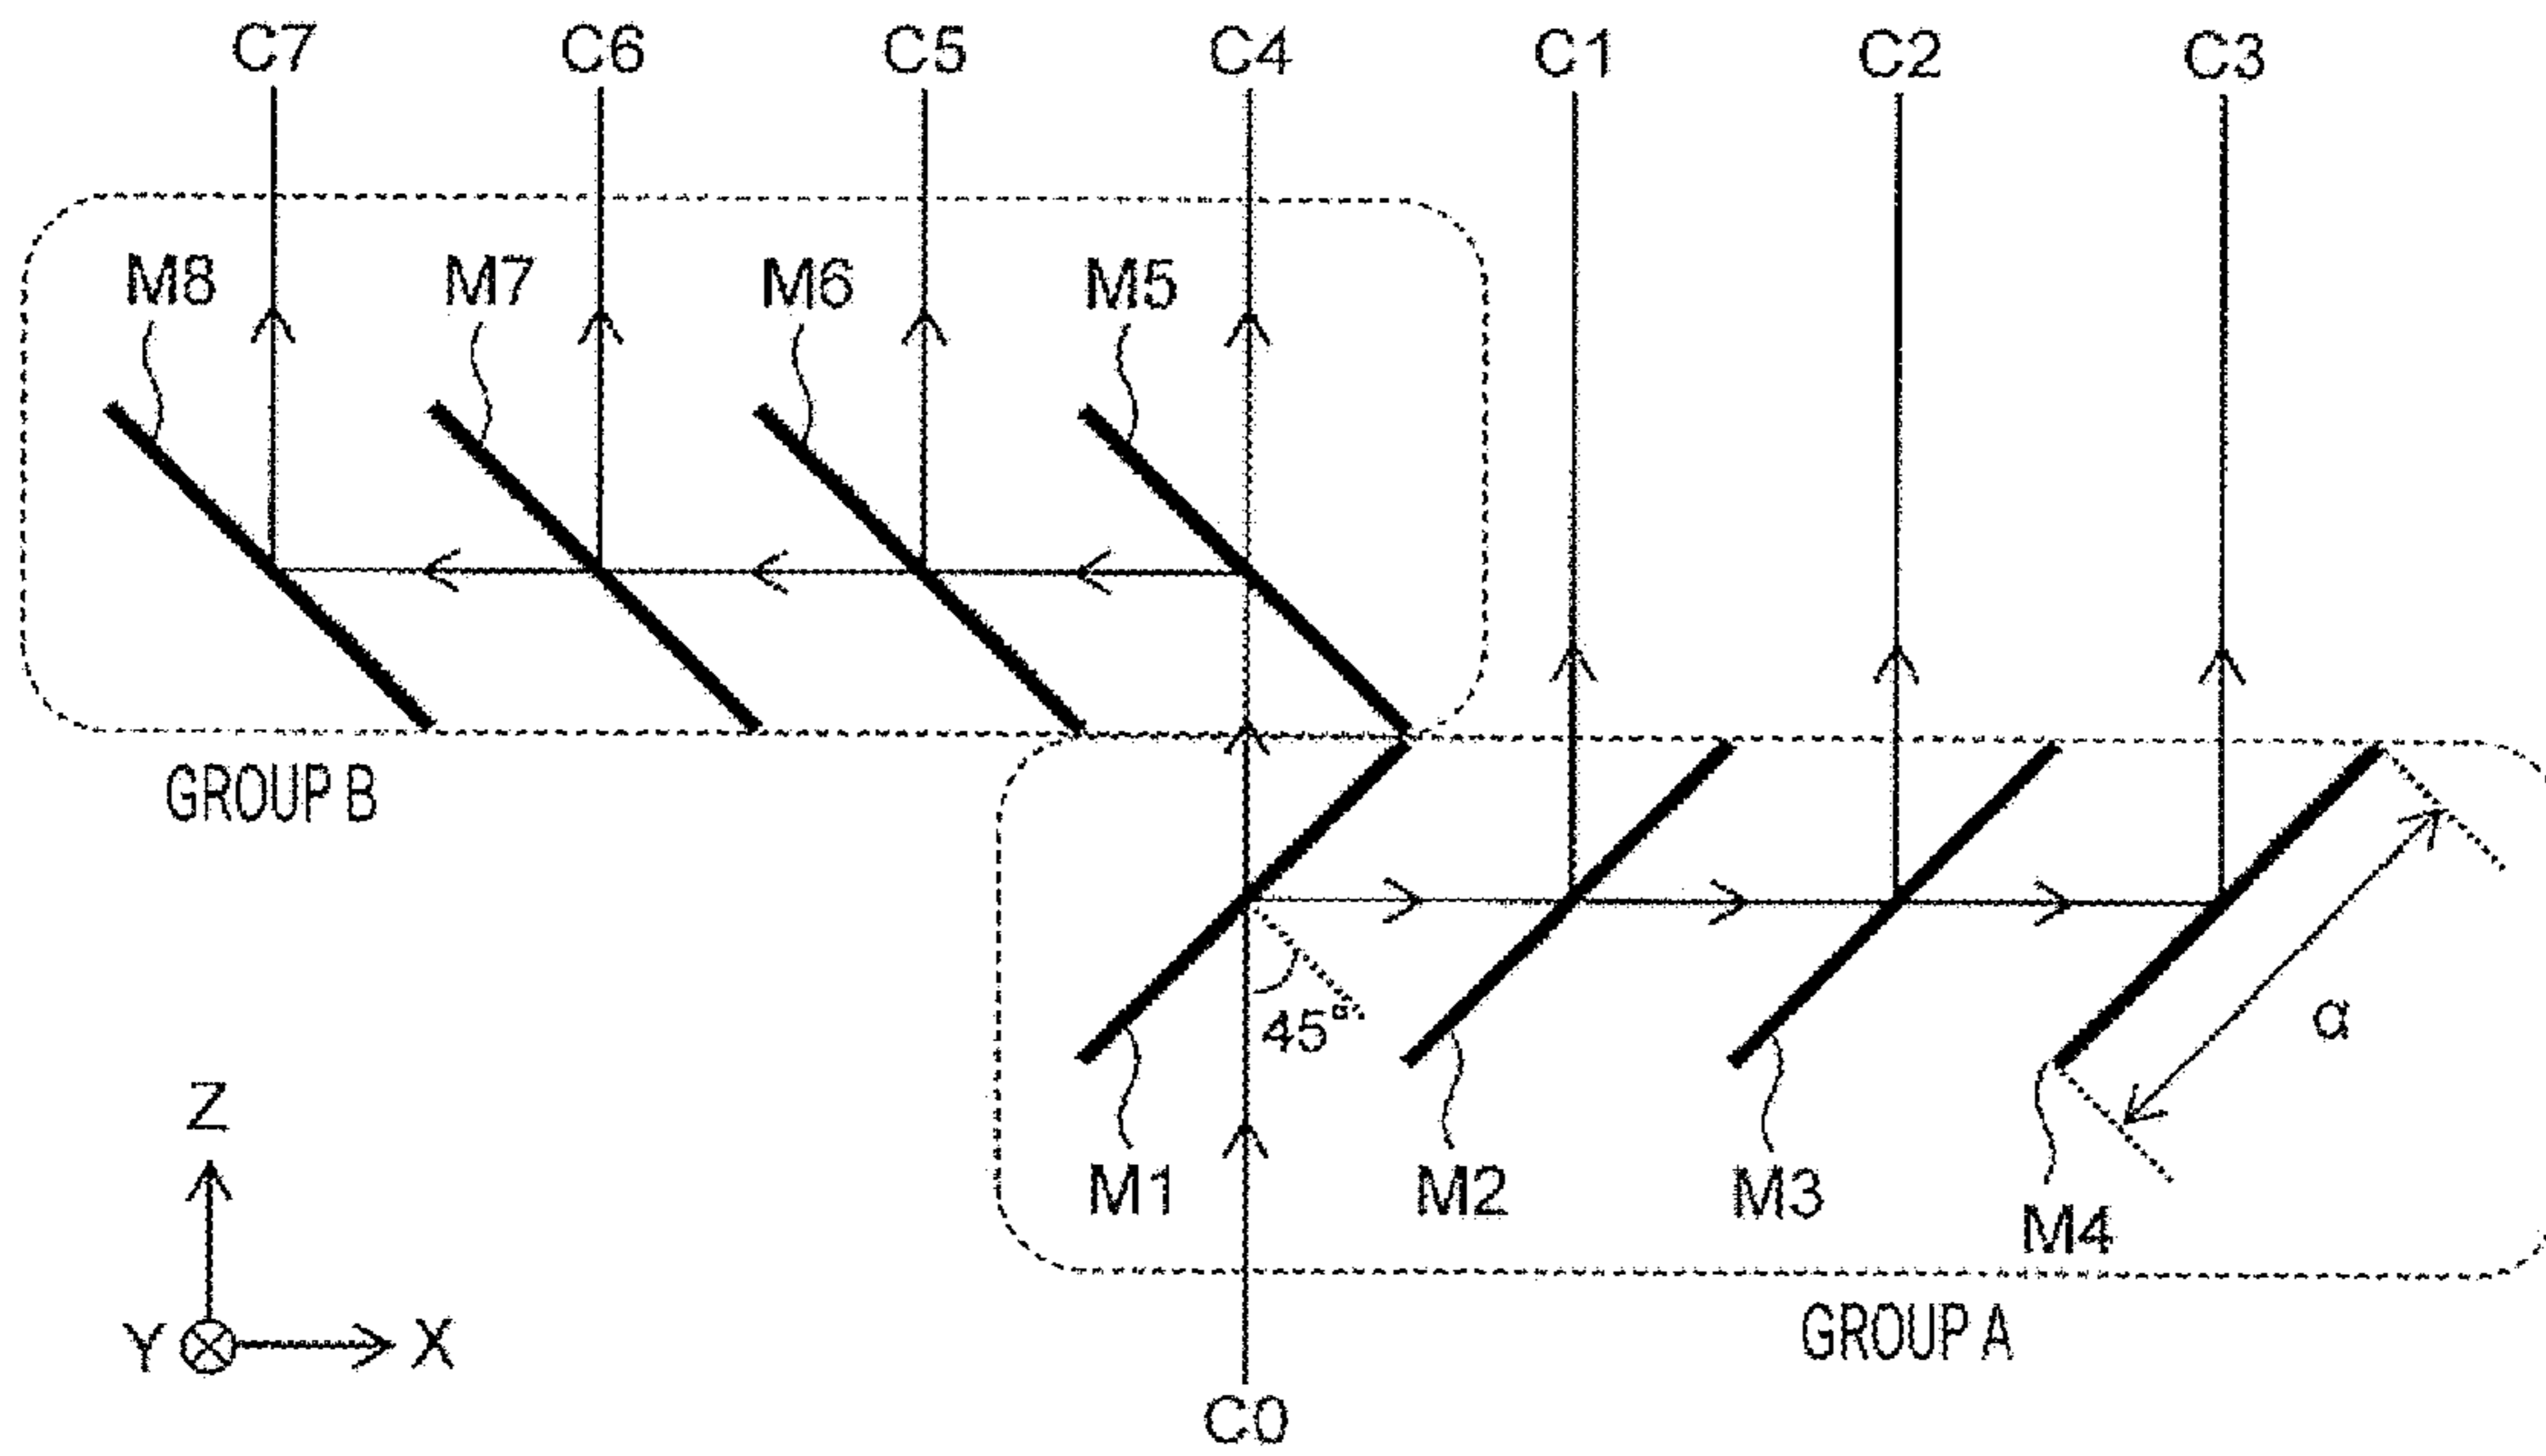 C7 C6 C5 C4 C1 C2 C3
M8 M7 M6 M5
GROUP B
45°
α
M1 M2 M3 M4
Z
Y X
GROUP A
C0